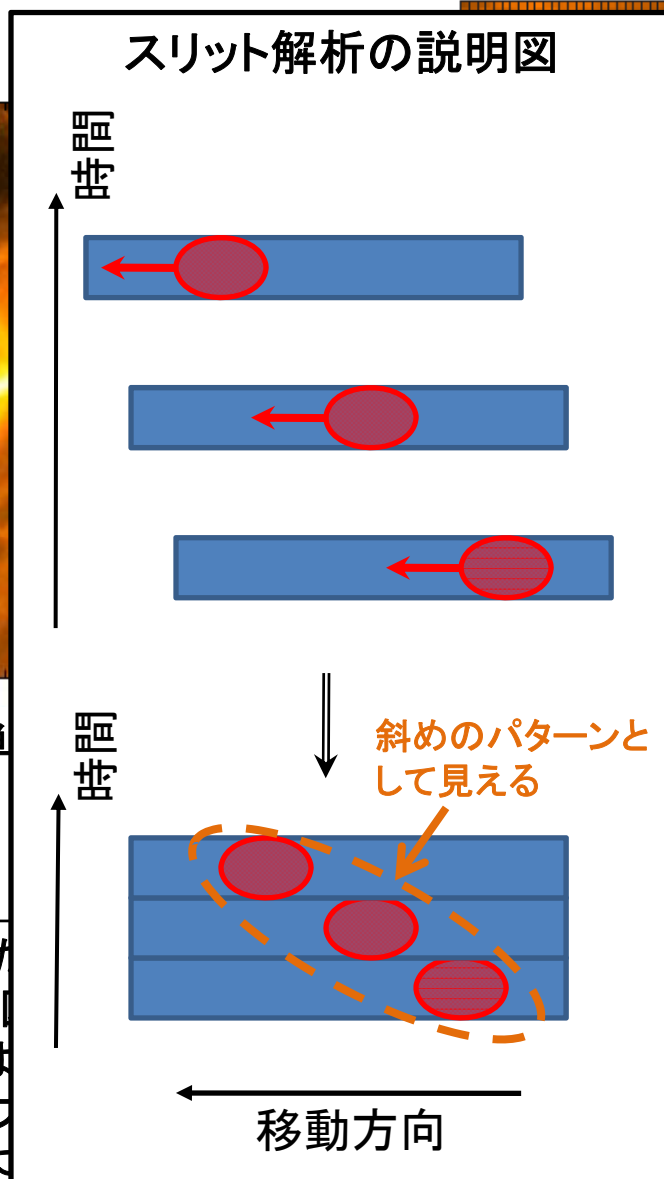 スリット解析の説明図
時間
時間
斜めのパターンと
して見える
移動方向